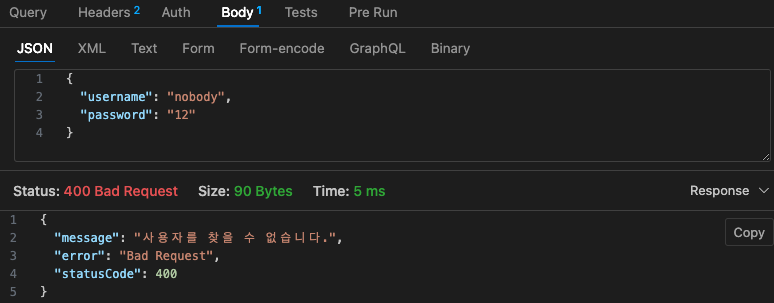 Query Headers 2 Auth Body 1 Tests Pre Run
JSON XML Text Form Form-encode GraphQL Binary
1 {
2 "username": "nobody",
3 "password": "12"
4 }
Status: 400 Bad Request Size: 90 Bytes Time: 5 ms Response
1 {
2 "message": "사용자를 찾을 수 없습니다.",
3 "error": "Bad Request",
4 "statusCode": 400
5 }
Copy